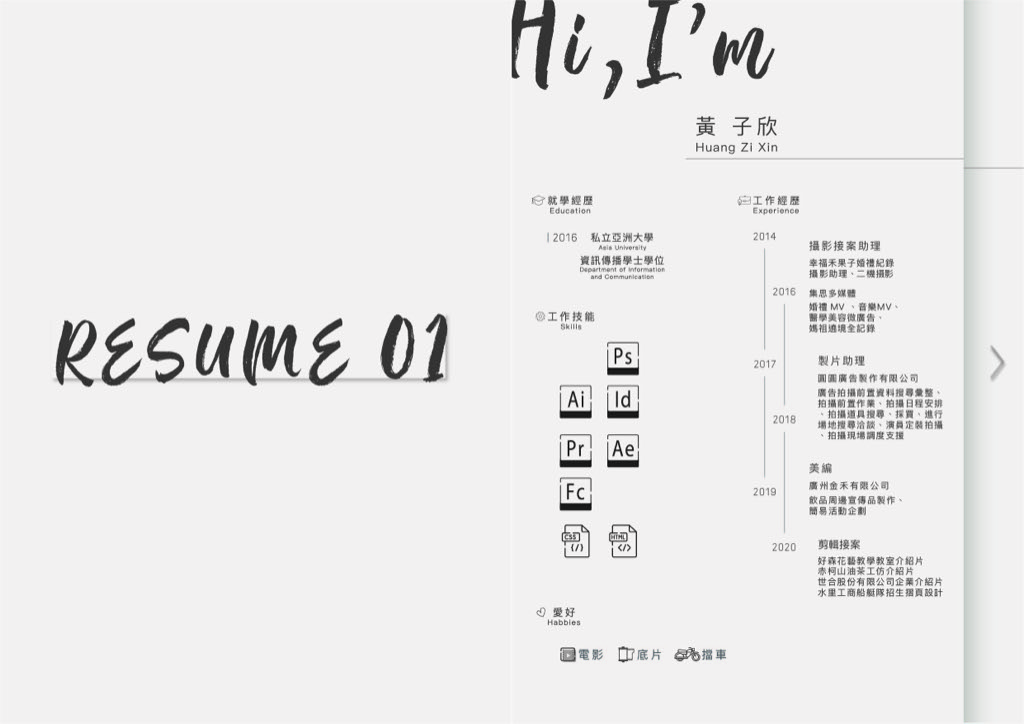 RESUME 01
Hi, I'm
黃 子欣
Huang Zi Xin
就學經歷
Education
2016 私立亞洲大學
Asia University
資訊傳播學士學位
Department of Information
and Communication
工作技能
Skills
Ps
Ai Id
Pr Ae
Fc
CSS HTML
{/} </>
愛好
Habbies
電影 底片 擋車
工作經歷
Experience
2014
攝影接案助理
幸福禾果子婚禮紀錄
攝影助理、二機攝影
2016 集思多媒體
婚禮 MV 、音樂MV、
醫學美容微廣告、
媽祖遶境全記錄
2017 製片助理
圓圓廣告製作有限公司
廣告拍攝前置資料搜尋彙整、
拍攝前置作業、拍攝日程安排
、拍攝道具搜尋、採買、進行
2018 場地搜尋洽談、演員定裝拍攝
、拍攝現場調度支援
美編
2019 廣州金禾有限公司
飲品周邊宣傳品製作、
簡易活動企劃
2020 剪輯接案
好森花藝教學教室介紹片
赤柯山油茶工仿介紹片
世合股份有限公司企業介紹片
水里工商船艇隊招生摺頁設計